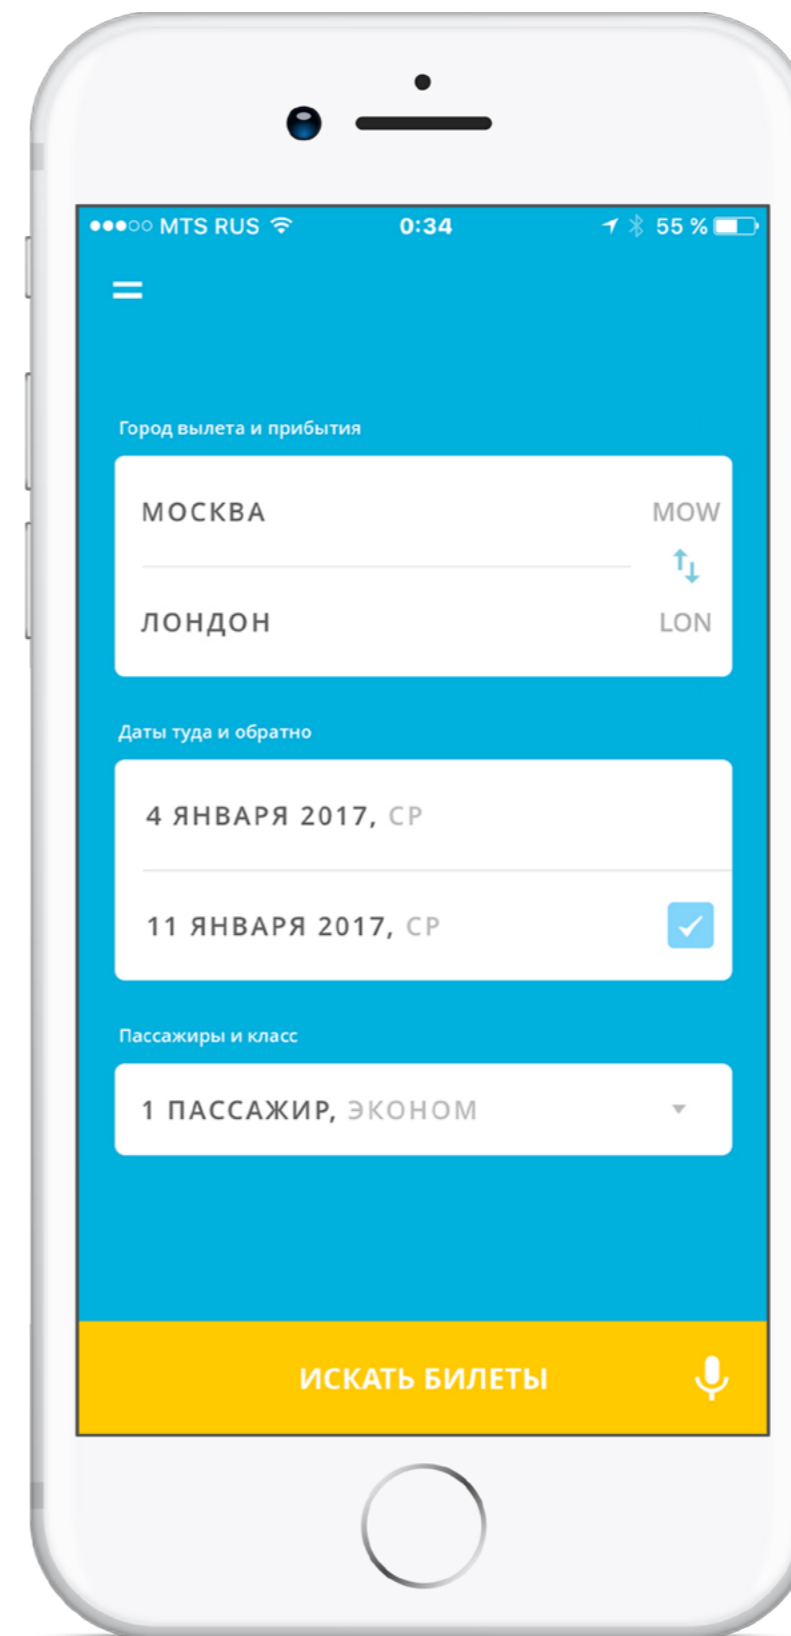 MTS RUS 0:34 55 %
Город вылета и прибытия
МОСКВА MOW
ЛОНДОН LON
Даты туда и обратно
4 ЯНВАРЯ 2017, СР
11 ЯНВАРЯ 2017, СР
Пассажиры и класс
1 ПАССАЖИР, ЭКОНОМ
ИСКАТЬ БИЛЕТЫ